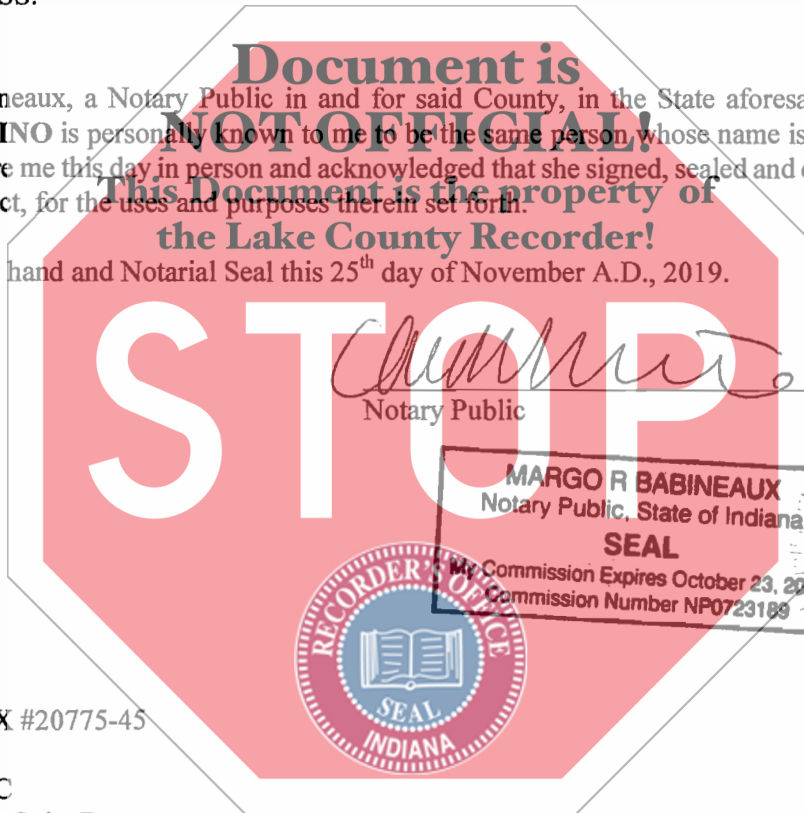 SS.
Document is
neaux, a Notary Public in and for said County, in the State aforesa
INO is personally known to me to be the same person whose name is
NOT OFFICIAL!
e me this day in person and acknowledged that she signed, sealed and
This Document is the property of
ct, for the uses and purposes therein set forth.
the Lake County Recorder!
hand and Notarial Seal this 25th day of November A.D., 2019.
STOP
Notary Public
MARGO R BABINEAUX
Notary Public, State of Indiana
SEAL
My Commission Expires October 23, 20
Commission Number NP0723189
RECORDER'S OFFICE
SEAL
INDIANA
X #20775-45
C